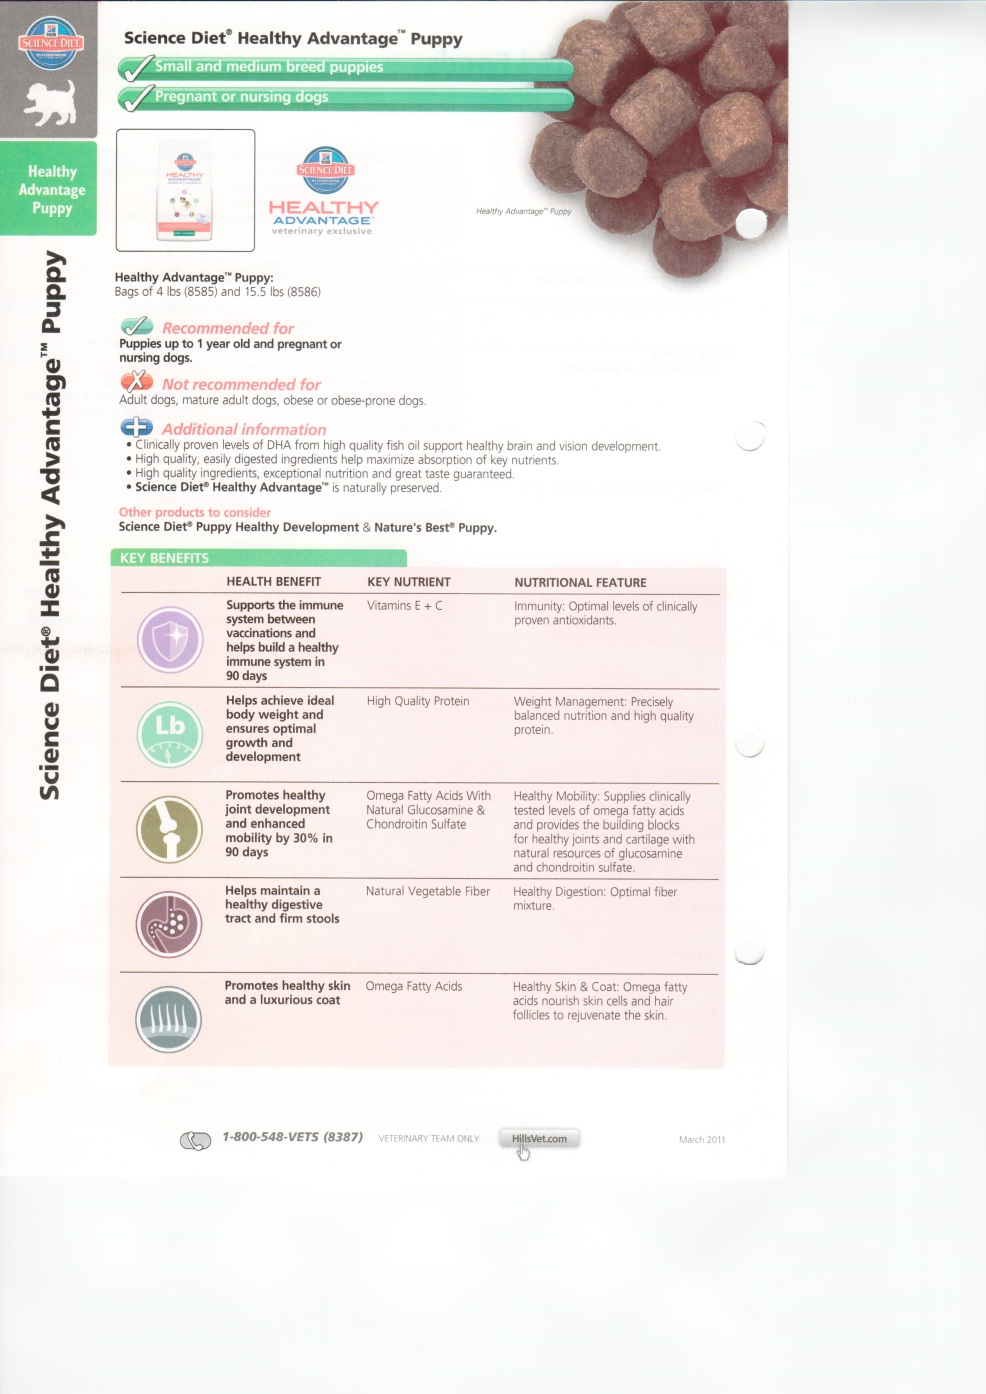 SCIENCE DIET
Science Diet® Healthy Advantage™ Puppy
Small and medium breed puppies
Pregnant or nursing dogs
Healthy
Advantage
Puppy
Science Diet® Healthy Advantage™ Puppy
SCIENCE DIET
HEALTHY
ADVANTAGE
HEALTHY
ADVANTAGE™
veterinary exclusive
Healthy Advantage™ Puppy
Healthy Advantage™ Puppy:
Bags of 4 lbs (8585) and 15.5 lbs (8586)
Recommended for
Puppies up to 1 year old and pregnant or
nursing dogs.
Not recommended for
Adult dogs, mature adult dogs, obese or obese-prone dogs.
Additional information
• Clinically proven levels of DHA from high quality fish oil support healthy brain and vision development.
• High quality, easily digested ingredients help maximize absorption of key nutrients.
• High quality ingredients, exceptional nutrition and great taste guaranteed.
• Science Diet® Healthy Advantage™ is naturally preserved.
Other products to consider
Science Diet® Puppy Healthy Development & Nature's Best® Puppy.
KEY BENEFITS
HEALTH BENEFIT KEY NUTRIENT NUTRITIONAL FEATURE
Supports the immune
system between
vaccinations and
helps build a healthy
immune system in
90 days
Vitamins E + C
Immunity: Optimal levels of clinically
proven antioxidants.
Lb
Helps achieve ideal
body weight and
ensures optimal
growth and
development
High Quality Protein
Weight Management: Precisely
balanced nutrition and high quality
protein.
Promotes healthy
joint development
and enhanced
mobility by 30% in
90 days
Omega Fatty Acids With
Natural Glucosamine &
Chondroitin Sulfate
Healthy Mobility: Supplies clinically
tested levels of omega fatty acids
and provides the building blocks
for healthy joints and cartilage with
natural resources of glucosamine
and chondroitin sulfate.
Helps maintain a
healthy digestive
tract and firm stools
Natural Vegetable Fiber
Healthy Digestion: Optimal fiber
mixture.
Promotes healthy skin
and a luxurious coat
Omega Fatty Acids
Healthy Skin & Coat: Omega fatty
acids nourish skin cells and hair
follicles to rejuvenate the skin.
1-800-548-VETS (8387) VETERINARY TEAM ONLY HillsVet.com March 2011